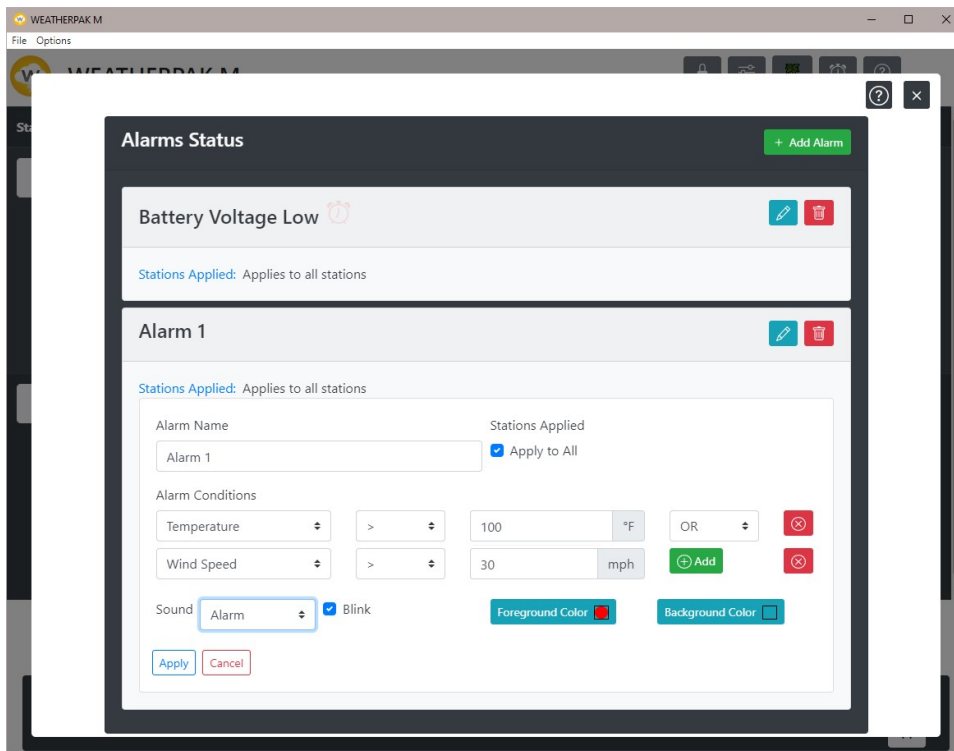 WEATHERPAK M
File Options
WEATHERPAK M
Alarms Status
+ Add Alarm
Battery Voltage Low
Stations Applied: Applies to all stations
Alarm 1
Stations Applied: Applies to all stations
Alarm Name Stations Applied
Alarm 1 Apply to All
Alarm Conditions
Temperature > 100 °F OR
Wind Speed > 30 mph Add
Sound Alarm Blink Foreground Color Background Color
Apply Cancel